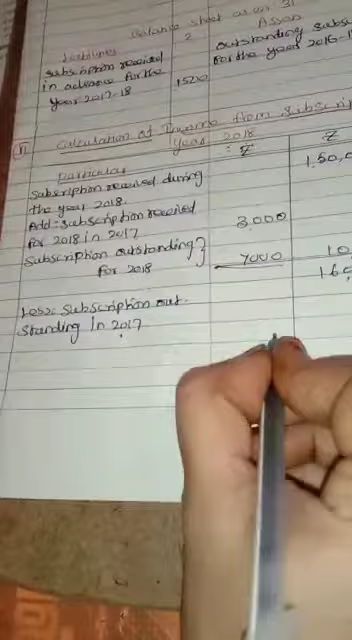 Balance sheet as on 31
Liabilities ₹ Assets
subscription received
in advance for the
year 2017-18 1500
outstanding subsc
for the year 2016-1
Calculation of Income from subscrip
year 2018
particular ₹ ₹
Subscription received during
the year 2018. 1,50,0
Add: subscription received
for 2018 in 2017 3,000
Subscription outstanding
for 2018 7000 10
16
Less: Subscription out-
standing in 2017